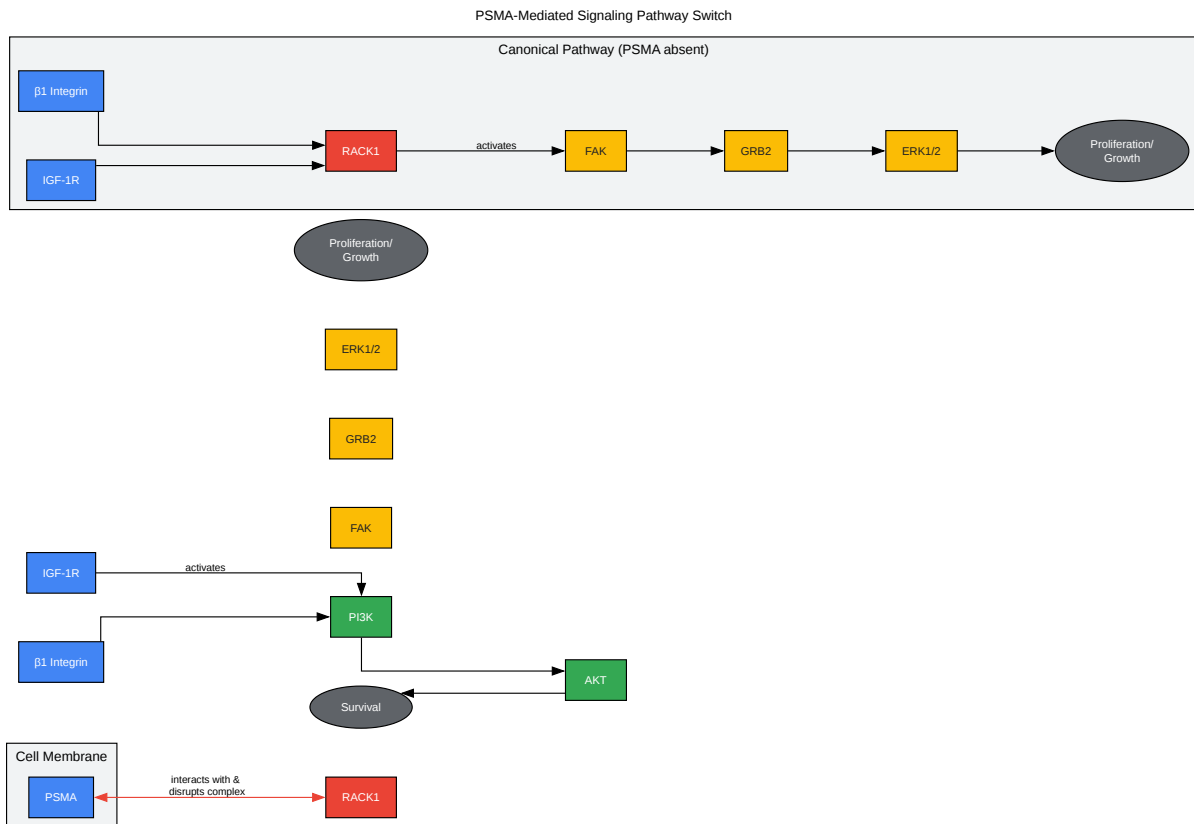 PSMA-Mediated Signaling Pathway Switch
Canonical Pathway (PSMA absent)
β1 Integrin
IGF-1R
RACK1
activates
FAK
GRB2
ERK1/2
Proliferation/
Growth
Proliferation/
Growth
ERK1/2
GRB2
FAK
IGF-1R
activates
PI3K
β1 Integrin
AKT
Survival
Cell Membrane
PSMA
interacts with &
disrupts complex
RACK1